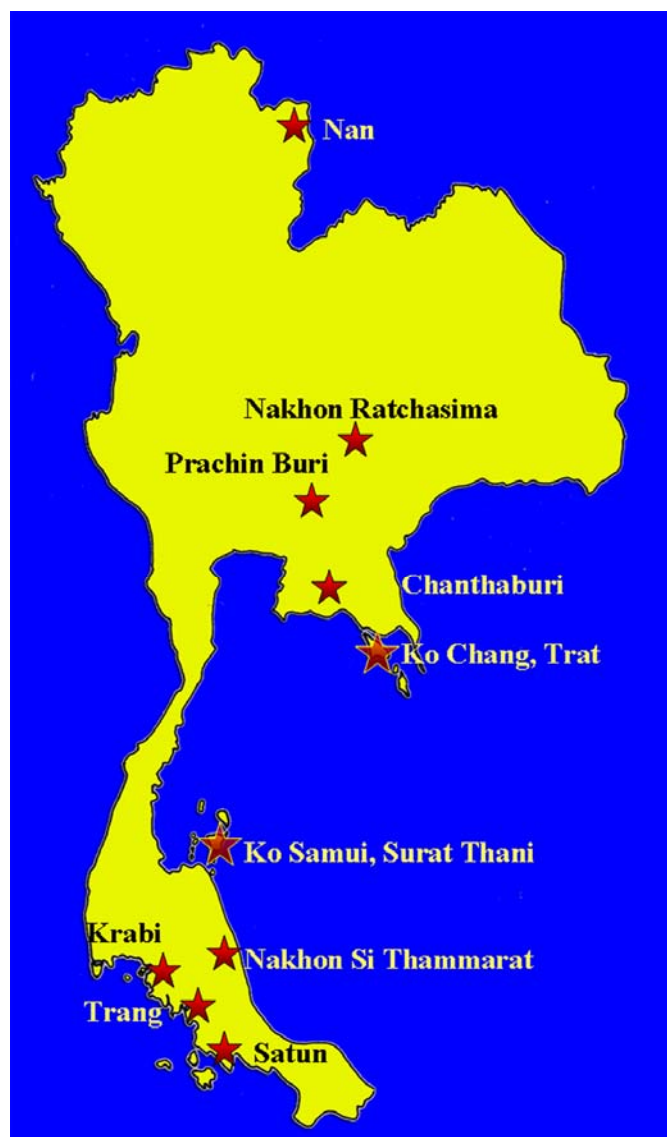 Nan
Nakhon Ratchasima
Prachin Buri
Chanthaburi
Ko Chang, Trat
Ko Samui, Surat Thani
Krabi
Nakhon Si Thammarat
Trang
Satun